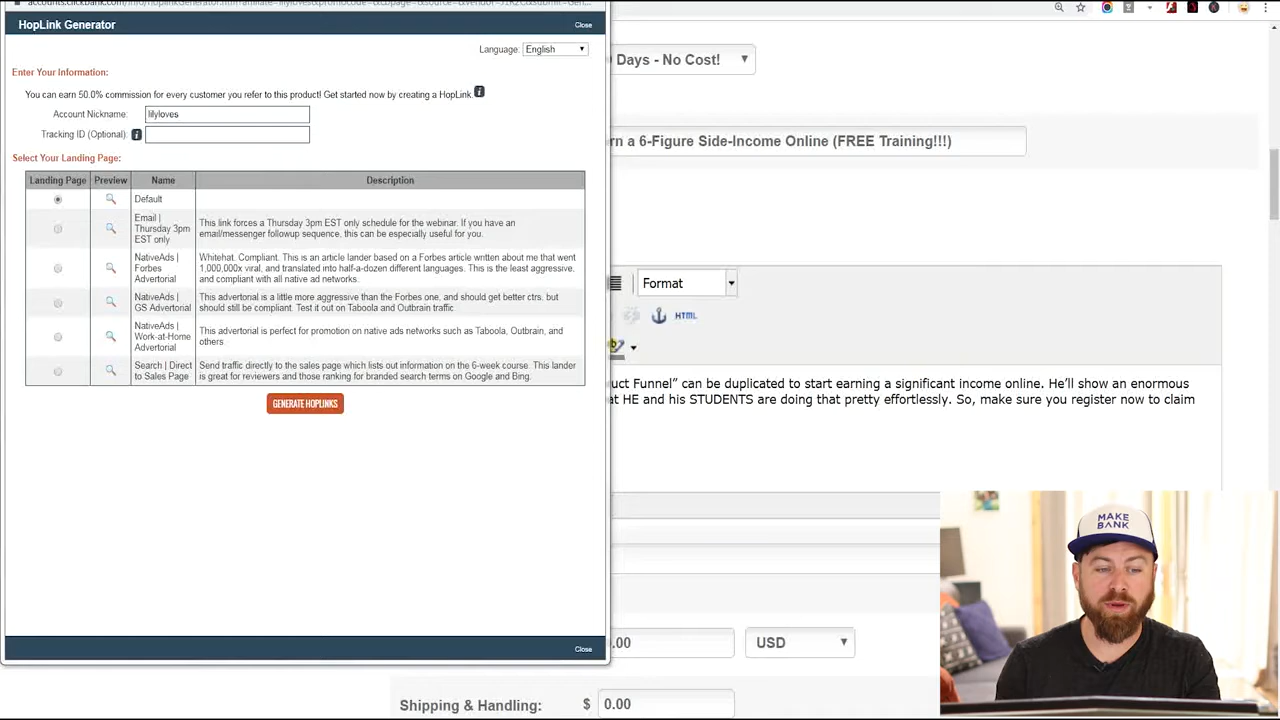 HopLink Generator
Close
Language: English
Enter Your Information:
You can earn 50.0% commission for every customer you refer to this product! Get started now by creating a HopLink.
Account Nickname: lilyloves
Tracking ID (Optional)
Select Your Landing Page:
Landing Page Preview Name Description
Default
Email |
Thursday 3pm
EST only
This link forces a Thursday 3pm EST only schedule for the webinar. If you have an
email/messenger followup sequence, this can be especially useful for you.
NativeAds |
Forbes
Advertorial
Whitehat. Compliant. This is an article lander based on a Forbes article written about me that went
1,000,000x viral, and translated into half-a-dozen different languages. This is the least aggressive,
and compliant with all native ad networks.
NativeAds |
GS Advertorial
This advertorial is a little more aggressive than the Forbes one, and should get better ctrs, but
should still be compliant. Test it out on Taboola and Outbrain traffic.
NativeAds |
Work-at-Home
Advertorial
This advertorial is perfect for promotion on native ads networks such as Taboola, Outbrain, and
others.
Search | Direct
to Sales Page
Send traffic directly to the sales page which lists out information on the 6-week course. This lander
is great for reviewers and those ranking for branded search terms on Google and Bing.
GENERATE HOPLINKS
Close
Days - No Cost!
rn a 6-Figure Side-Income Online (FREE Training!!!)
Format
HTML
uct Funnel" can be duplicated to start earning a significant income online. He'll show an enormous
at HE and his STUDENTS are doing that pretty effortlessly. So, make sure you register now to claim
.00 USD
Shipping & Handling: $ 0.00
MAKE
BANK